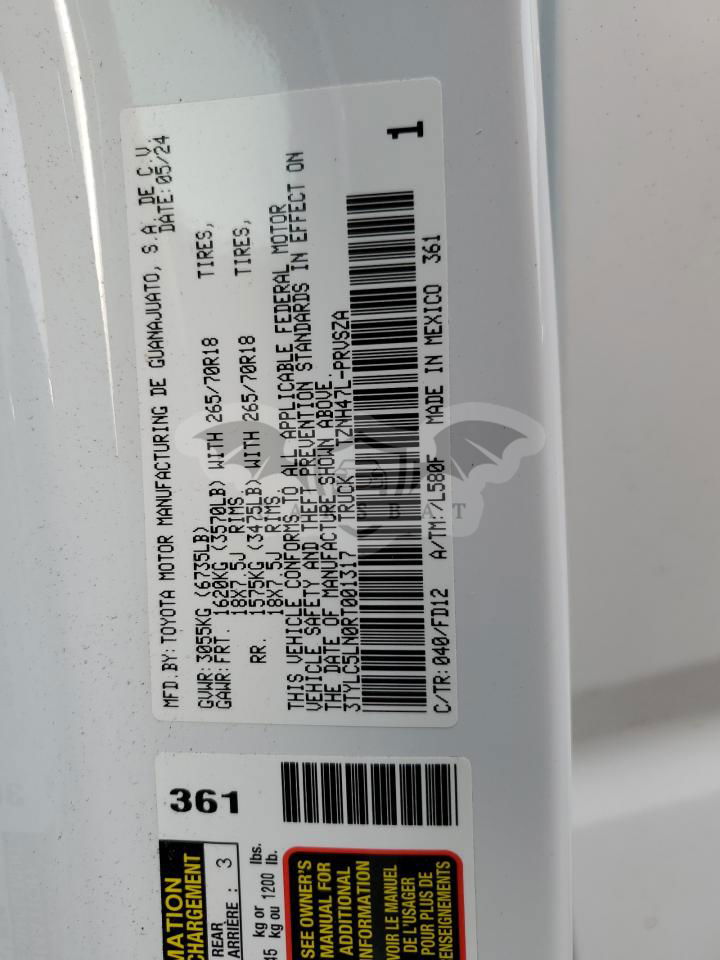 MFD.BY:TOYOTA MOTOR MANUFACTURING DE GUANAJUATO, S.A. DE C.V.
DATE:05/24
GVWR:3055KG (6735LB)
GAWR:FRT. 1620KG (3570LB) WITH 265/70R18 TIRES,
18X7.5J RIMS
RR. 1575KG (3475LB) WITH 265/70R18 TIRES,
18X7.5J RIMS.
THIS VEHICLE CONFORMS TO ALL APPLICABLE FEDERAL MOTOR
VEHICLE SAFETY AND THEFT PREVENTION STANDARDS IN EFFECT ON
THE DATE OF MANUFACTURE SHOWN ABOVE.
3TYLC5LN0RT001317 TRUCK TZNH47L-PRVSZA
1
C/TR:040/FD12 A/TM:/L580F MADE IN MEXICO 361
361
MATION
CHARGEMENT
REAR
ARRIÈRE : 3
kg or lbs.
45 kg ou 1200 lb.
SEE OWNER'S
MANUAL FOR
ADDITIONAL
INFORMATION
VOIR LE MANUEL
DE L'USAGER
POUR PLUS DE
RENSEIGNEMENTS